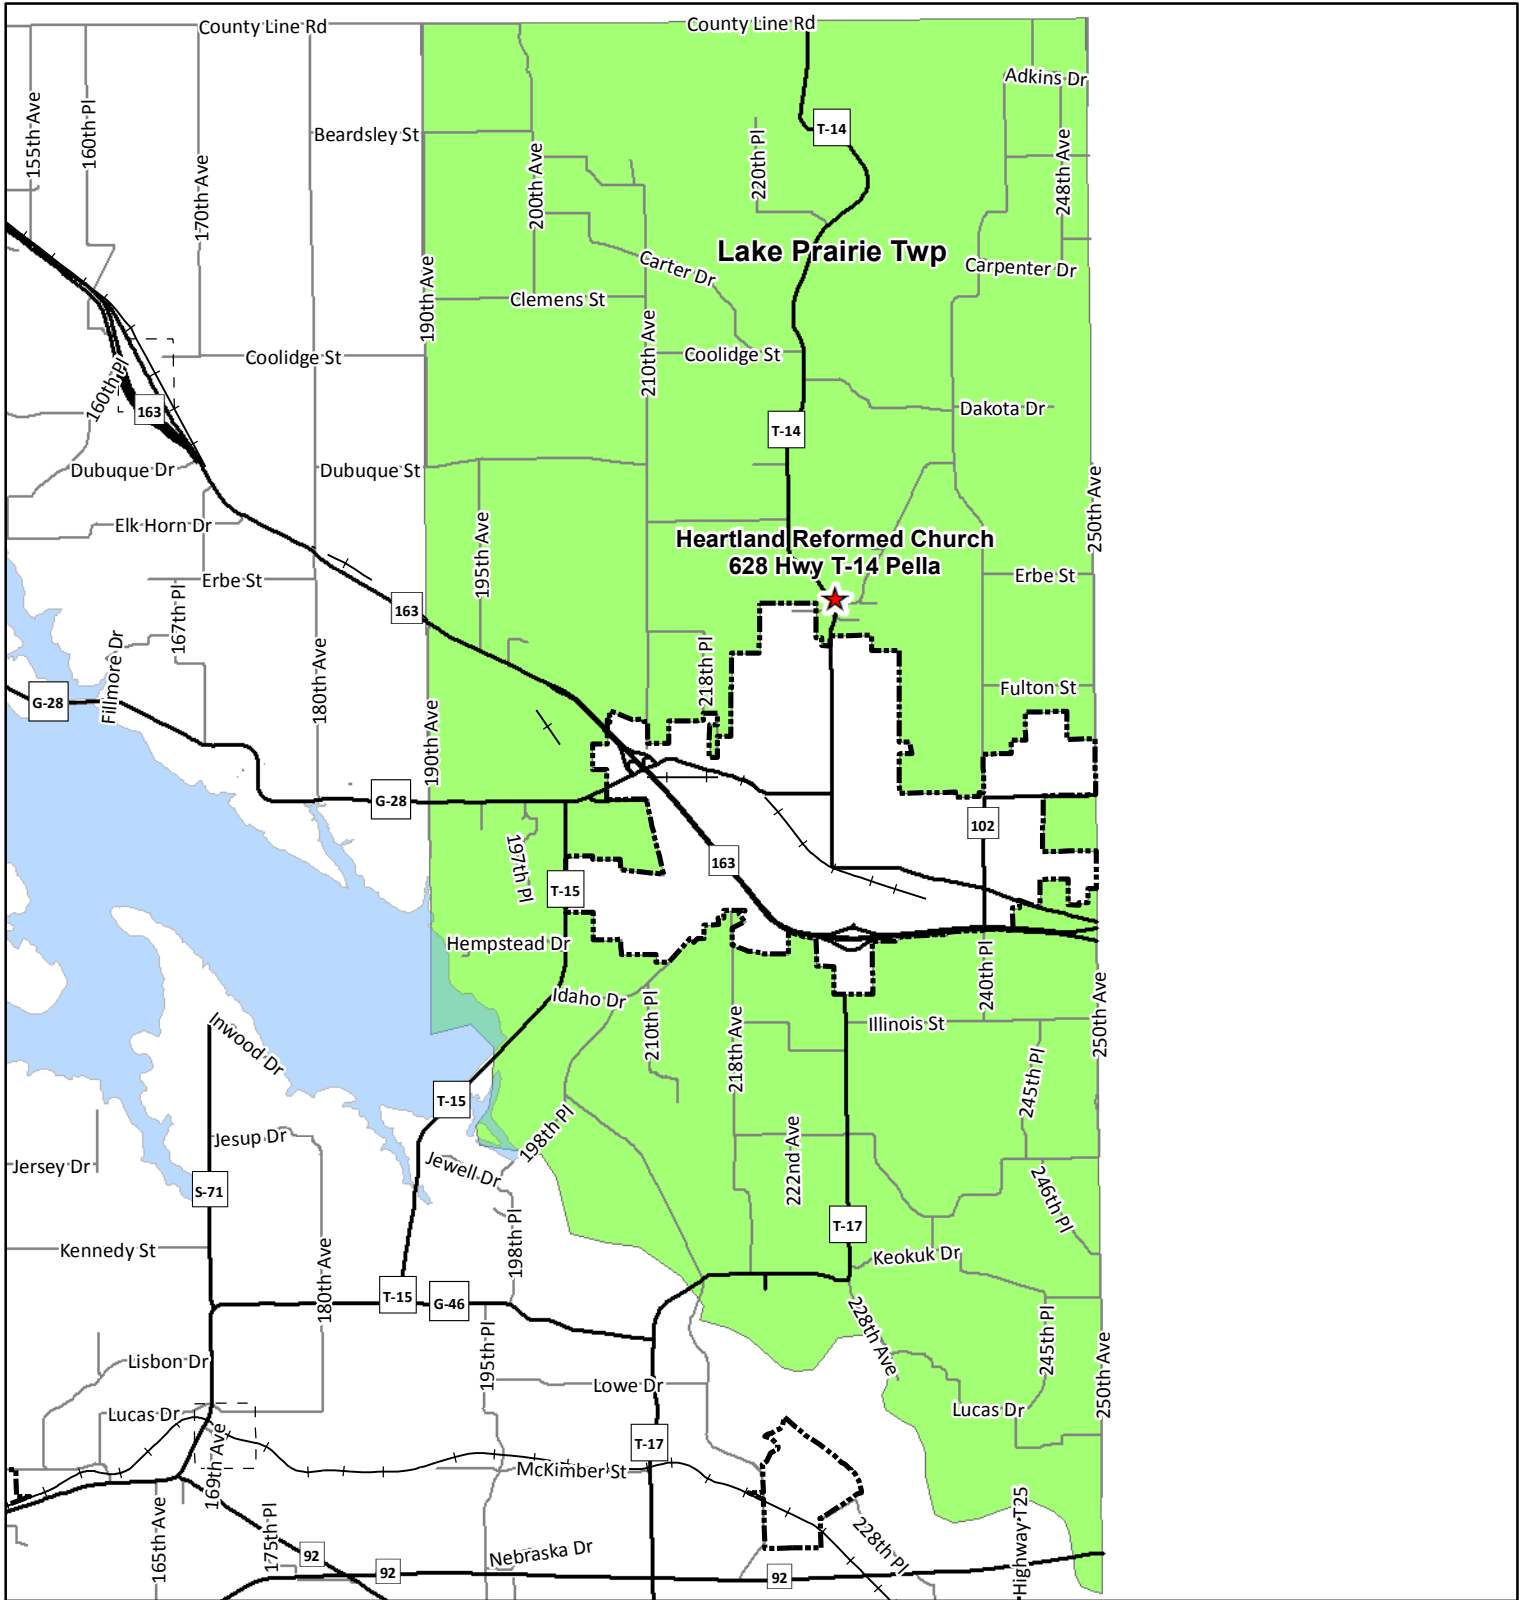 County Line Rd
County Line Rd
Adkins Dr
155th Ave
160th Pl
Beardsley St
T-14
170th Ave
200th Ave
220th Pl
248th Ave
Lake Prairie Twp
Carter Dr
Carpenter Dr
190th Ave
Clemens St
210th Ave
Coolidge St
Coolidge St
160th Pl
163
T-14
Dakota Dr
Dubuque Dr
Dubuque St
250th Ave
Elk Horn Dr
195th Ave
Heartland Reformed Church
628 Hwy T-14 Pella
Erbe St
Erbe St
167th Pl
163
Fillmore Dr
180th Ave
218th Pl
Fulton St
G-28
190th Ave
G-28
102
197th Pl
163
T-15
Hempstead Dr
240th Pl
Idaho Dr
210th Pl
218th Ave
Illinois St
250th Ave
Inwood Dr
245th Pl
T-15
198th Pl
Jesup Dr
Jersey Dr
Jewell Dr
222nd Ave
S-71
246th Pl
T-17
Kennedy St
198th Pl
Keokuk Dr
180th Ave
T-15
G-46
228th Ave
245th Pl
195th Pl
250th Ave
Lisbon Dr
Lowe Dr
Lucas Dr
Lucas Dr
169th Ave
T-17
McKimber St
165th Ave
175th Pl
Highway T25
92
Nebraska Dr
228th Pl
92
92